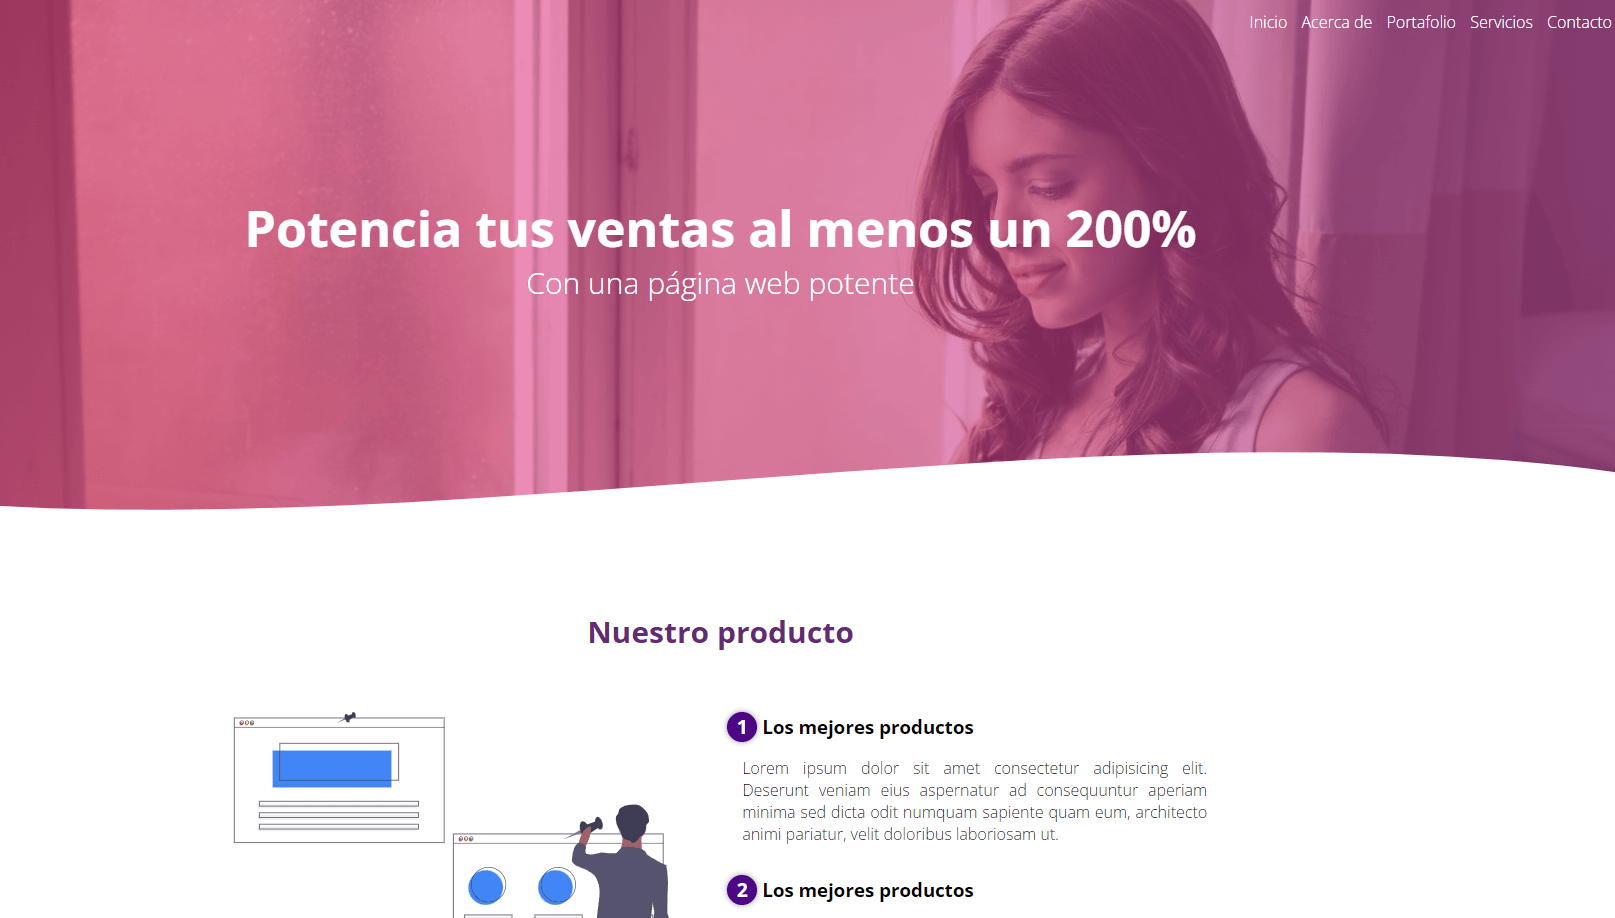 Inicio Acerca de Portafolio Servicios Contacto
Potencia tus ventas al menos un 200%
Con una página web potente
Nuestro producto
1 Los mejores productos
Lorem ipsum dolor sit amet consectetur adipisicing elit.
Deserunt veniam eius aspernatur ad consequuntur aperiam
minima sed dicta odit numquam sapiente quam eum, architecto
animi pariatur, velit doloribus laboriosam ut.
2 Los mejores productos